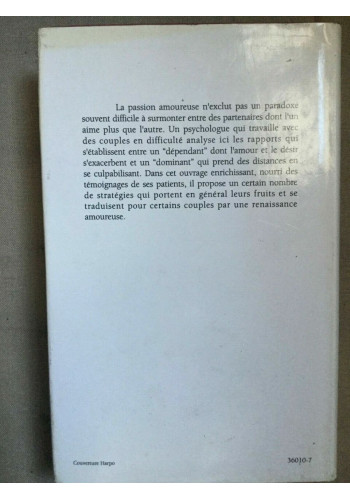 La passion amoureuse n'exclut pas un paradoxe
souvent difficile à surmonter entre des partenaires dont l'un
aime plus que l'autre. Un psychologue qui travaille avec
des couples en difficulté analyse ici les rapports qui
s'établissent entre un "dépendant" dont l'amour et le désir
s'exacerbent et un "dominant" qui prend des distances en
se culpabilisant. Dans cet ouvrage enrichissant, nourri des
témoignages de ses patients, il propose un certain nombre
de stratégies qui portent en général leurs fruits et se
traduisent pour certains couples par une renaissance
amoureuse.
Couverture Harpo
36010-7